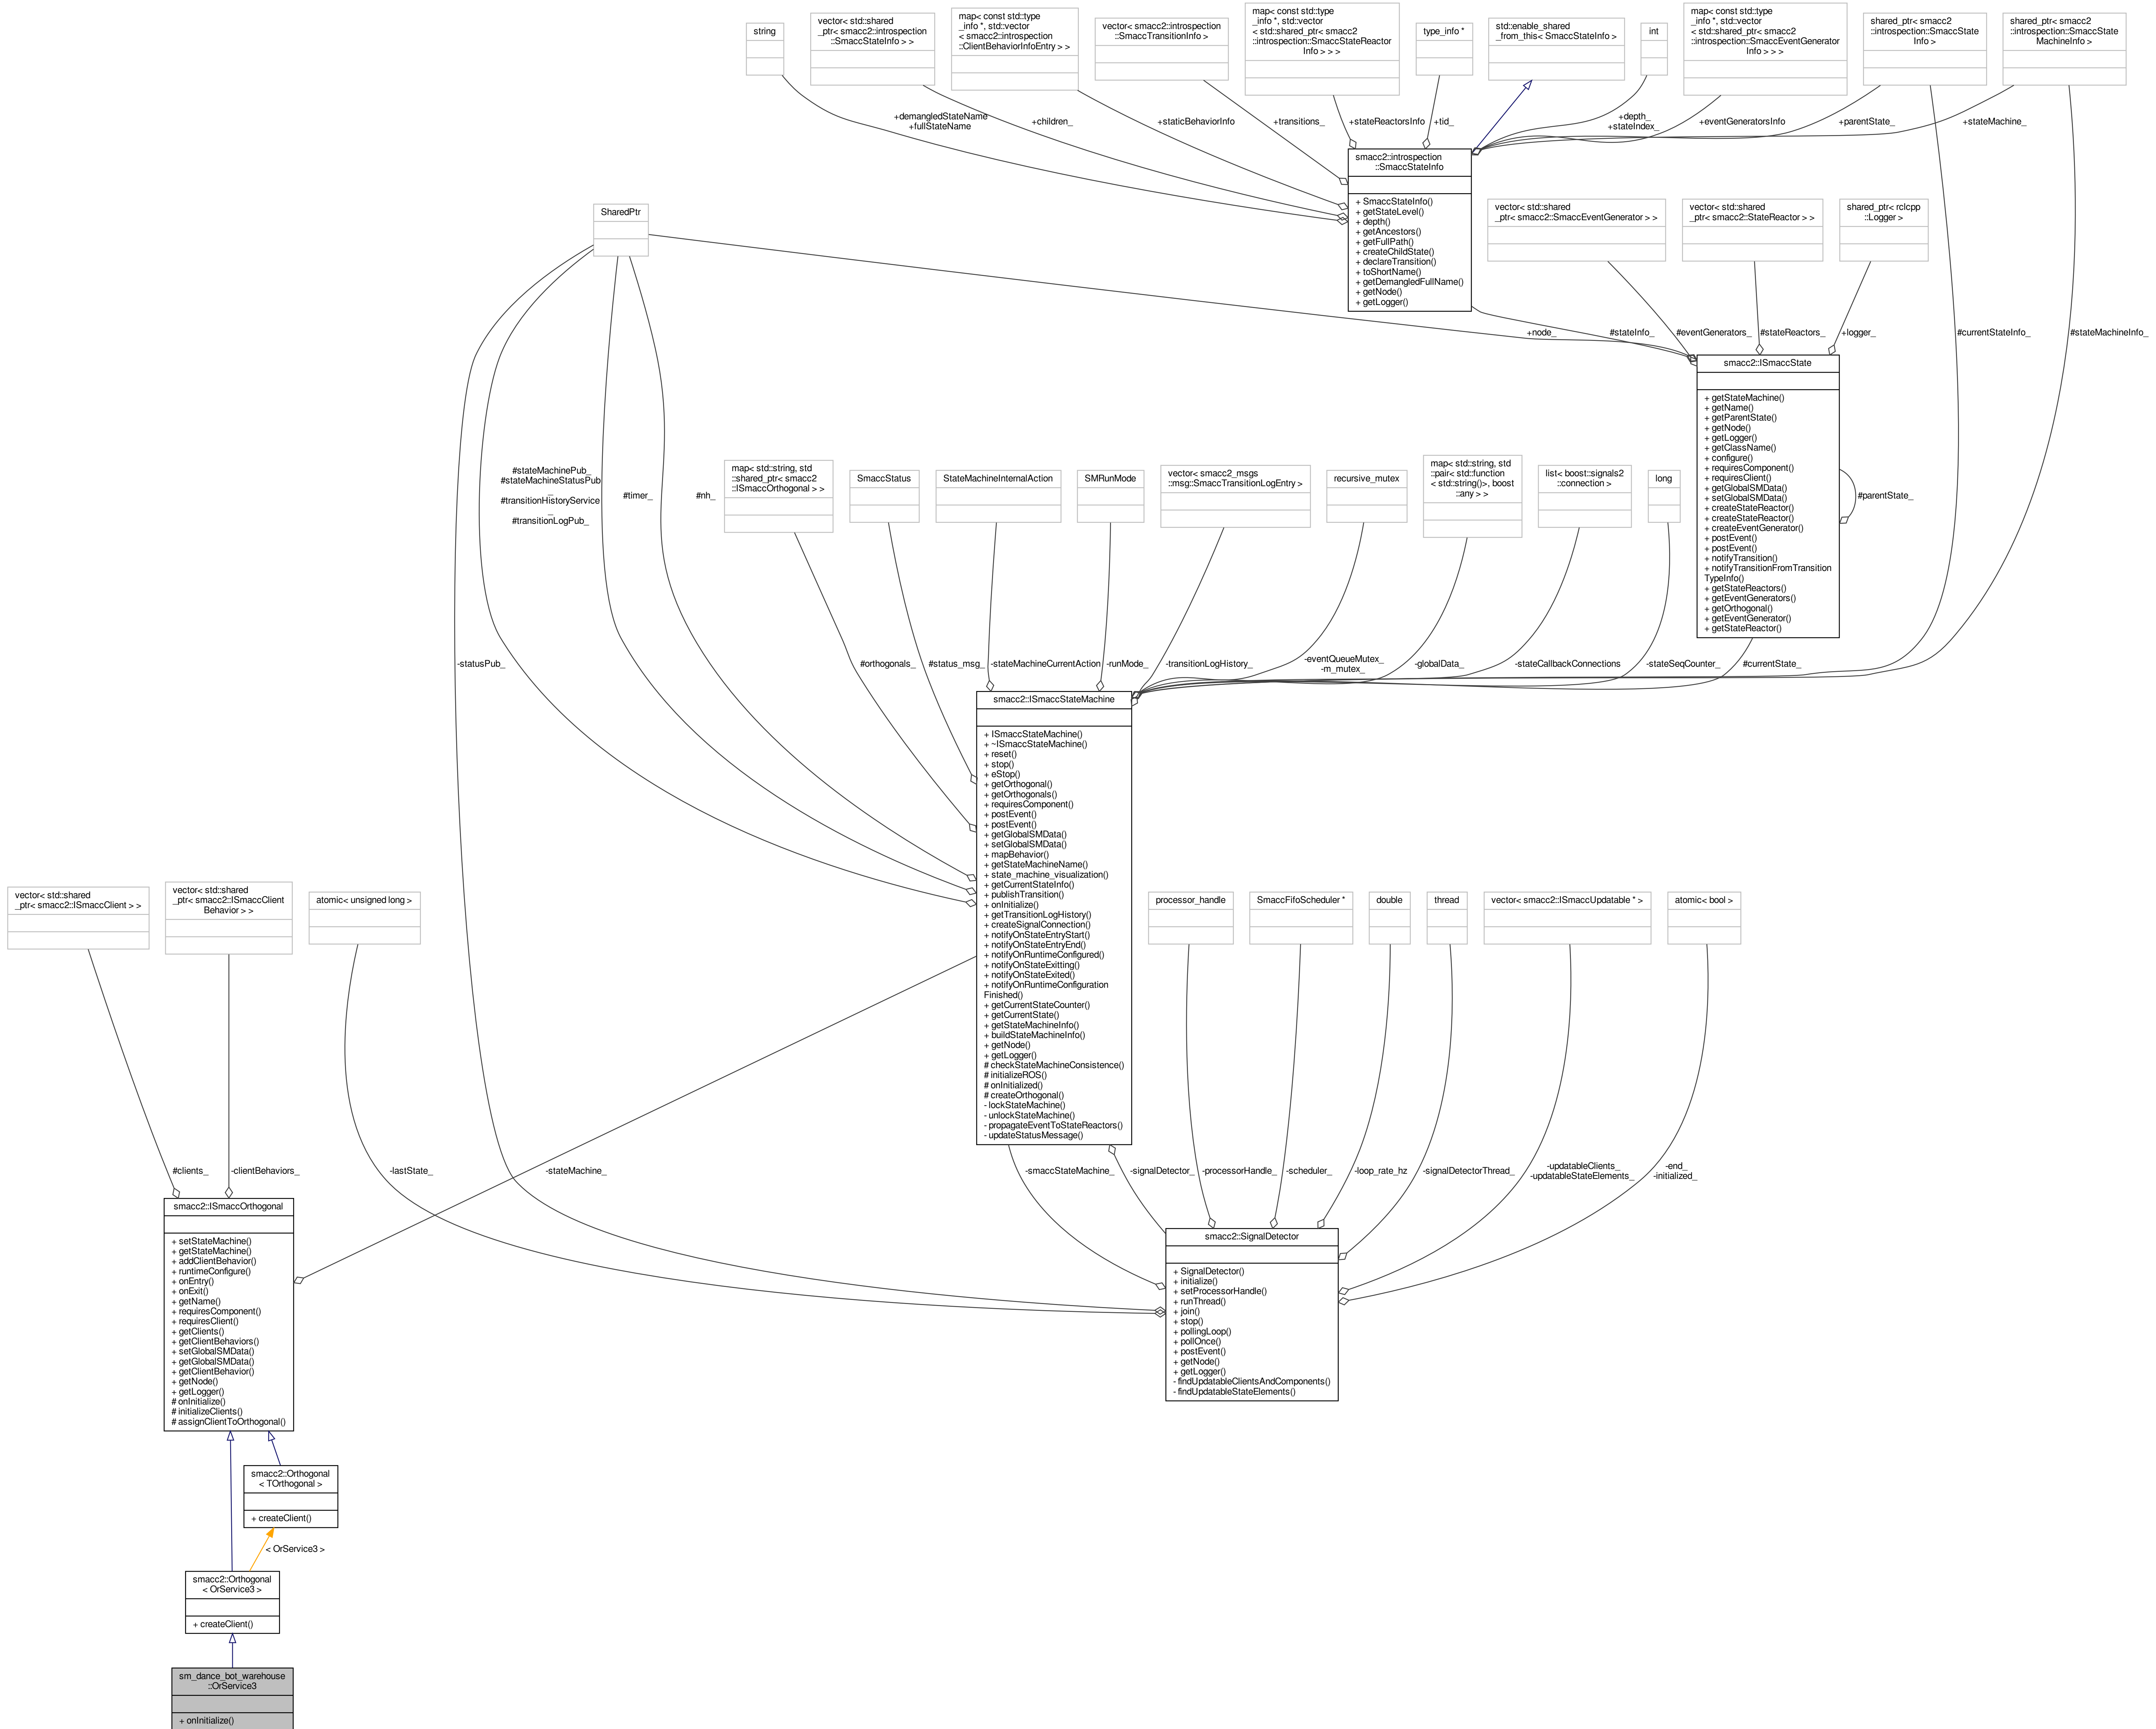 string
vector< std::shared
_ptr< smacc2::introspection
::SmaccStateInfo > >
map< const std::type
_info *, std::vector
< smacc2::introspection
::ClientBehaviorInfoEntry > >
vector< smacc2::introspection
::SmaccTransitionInfo >
map< const std::type
_info *, std::vector
< std::shared_ptr< smacc2
::introspection::SmaccStateReactor
Info > > >
type_info *
std::enable_shared
_from_this< SmaccStateInfo >
int
map< const std::type
_info *, std::vector
< std::shared_ptr< smacc2
::introspection::SmaccEventGenerator
Info > > >
shared_ptr< smacc2
::introspection::SmaccState
Info >
shared_ptr< smacc2
::introspection::SmaccState
MachineInfo >
+demangledStateName
+fullStateName
+children_
+staticBehaviorInfo
+transitions_
+stateReactorsInfo
+tid_
+depth_
+stateIndex_
+eventGeneratorsInfo
+parentState_
+stateMachine_
smacc2::introspection
::SmaccStateInfo
+ SmaccStateInfo()
+ getStateLevel()
+ depth()
+ getAncestors()
+ getFullPath()
+ createChildState()
+ declareTransition()
+ toShortName()
+ getDemangledFullName()
+ getNode()
+ getLogger()
SharedPtr
vector< std::shared
_ptr< smacc2::SmaccEventGenerator > >
vector< std::shared
_ptr< smacc2::StateReactor > >
shared_ptr< rclcpp
::Logger >
+node_
#stateInfo_
#eventGenerators_
#stateReactors_
+logger_
#currentStateInfo_
#stateMachineInfo_
smacc2::ISmaccState
+ getStateMachine()
+ getName()
+ getParentState()
+ getNode()
+ getLogger()
+ getClassName()
+ configure()
+ requiresComponent()
+ requiresClient()
+ getGlobalSMData()
+ setGlobalSMData()
+ createStateReactor()
+ createStateReactor()
+ createEventGenerator()
+ postEvent()
+ postEvent()
+ notifyTransition()
+ notifyTransitionFromTransition
TypeInfo()
+ getStateReactors()
+ getEventGenerators()
+ getOrthogonal()
+ getEventGenerator()
+ getStateReactor()
#parentState_
#stateMachinePub_
#stateMachineStatusPub
_
#transitionHistoryService
_
#transitionLogPub_
#timer_
#nh_
map< std::string, std
::shared_ptr< smacc2
::ISmaccOrthogonal > >
SmaccStatus
StateMachineInternalAction
SMRunMode
vector< smacc2_msgs
::msg::SmaccTransitionLogEntry >
recursive_mutex
map< std::string, std
::pair< std::function
< std::string()>, boost
::any > >
list< boost::signals2
::connection >
long
-statusPub_
#orthogonals_
#status_msg_
-stateMachineCurrentAction
-runMode_
-transitionLogHistory_
-eventQueueMutex_
-m_mutex_
-globalData_
-stateCallbackConnections
-stateSeqCounter_
#currentState_
smacc2::ISmaccStateMachine
+ ISmaccStateMachine()
+ ~ISmaccStateMachine()
+ reset()
+ stop()
+ eStop()
+ getOrthogonal()
+ getOrthogonals()
+ requiresComponent()
+ postEvent()
+ postEvent()
+ getGlobalSMData()
+ setGlobalSMData()
+ mapBehavior()
+ getStateMachineName()
+ state_machine_visualization()
+ getCurrentStateInfo()
+ publishTransition()
+ onInitialize()
+ getTransitionLogHistory()
+ createSignalConnection()
+ notifyOnStateEntryStart()
+ notifyOnStateEntryEnd()
+ notifyOnRuntimeConfigured()
+ notifyOnStateExitting()
+ notifyOnStateExited()
+ notifyOnRuntimeConfiguration
Finished()
+ getCurrentStateCounter()
+ getCurrentState()
+ getStateMachineInfo()
+ buildStateMachineInfo()
+ getNode()
+ getLogger()
# checkStateMachineConsistence()
# initializeROS()
# onInitialized()
# createOrthogonal()
- lockStateMachine()
- unlockStateMachine()
- propagateEventToStateReactors()
- updateStatusMessage()
vector< std::shared
_ptr< smacc2::ISmaccClient > >
vector< std::shared
_ptr< smacc2::ISmaccClient
Behavior > >
atomic< unsigned long >
processor_handle
SmaccFifoScheduler *
double
thread
vector< smacc2::ISmaccUpdatable * >
atomic< bool >
#clients_
-clientBehaviors_
-lastState_
-stateMachine_
-smaccStateMachine_
-signalDetector_
-processorHandle_
-scheduler_
-loop_rate_hz
-signalDetectorThread_
-updatableClients_
-updatableStateElements_
-end_
-initialized_
smacc2::ISmaccOrthogonal
+ setStateMachine()
+ getStateMachine()
+ addClientBehavior()
+ runtimeConfigure()
+ onEntry()
+ onExit()
+ getName()
+ requiresComponent()
+ requiresClient()
+ getClients()
+ getClientBehaviors()
+ setGlobalSMData()
+ getGlobalSMData()
+ getClientBehavior()
+ getNode()
+ getLogger()
# onInitialize()
# initializeClients()
# assignClientToOrthogonal()
smacc2::SignalDetector
+ SignalDetector()
+ initialize()
+ setProcessorHandle()
+ runThread()
+ join()
+ stop()
+ pollingLoop()
+ pollOnce()
+ postEvent()
+ getNode()
+ getLogger()
- findUpdatableClientsAndComponents()
- findUpdatableStateElements()
smacc2::Orthogonal
< TOrthogonal >
+ createClient()
< OrService3 >
smacc2::Orthogonal
< OrService3 >
+ createClient()
sm_dance_bot_warehouse
::OrService3
+ onInitialize()